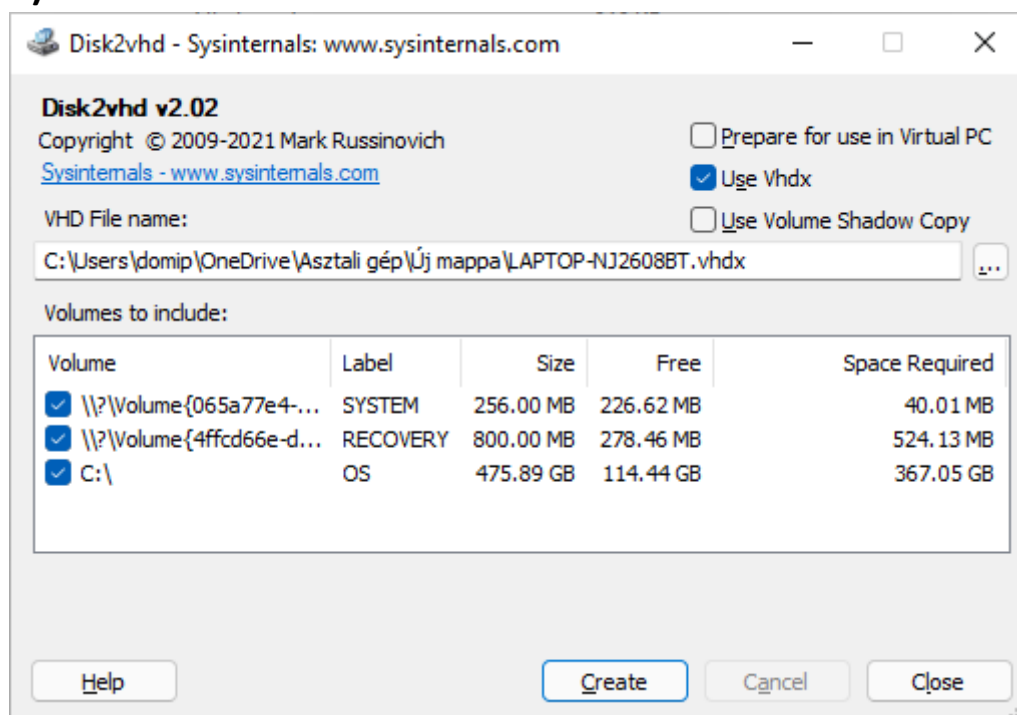 Disk2vhd - Sysinternals: www.sysinternals.com
Disk2vhd v2.02
Copyright © 2009-2021 Mark Russinovich
Sysinternals - www.sysinternals.com
Prepare for use in Virtual PC
Use Vhdx
Use Volume Shadow Copy
VHD File name:
C:\Users\domip\OneDrive\Asztali gép\Új mappa\LAPTOP-NJ2608BT.vhdx
...
Volumes to include:
Volume Label Size Free Space Required
\\?\Volume{065a77e4-... SYSTEM 256.00 MB 226.62 MB 40.01 MB
\\?\Volume{4ffcd66e-d... RECOVERY 800.00 MB 278.46 MB 524.13 MB
C:\ OS 475.89 GB 114.44 GB 367.05 GB
Help Create Cancel Close